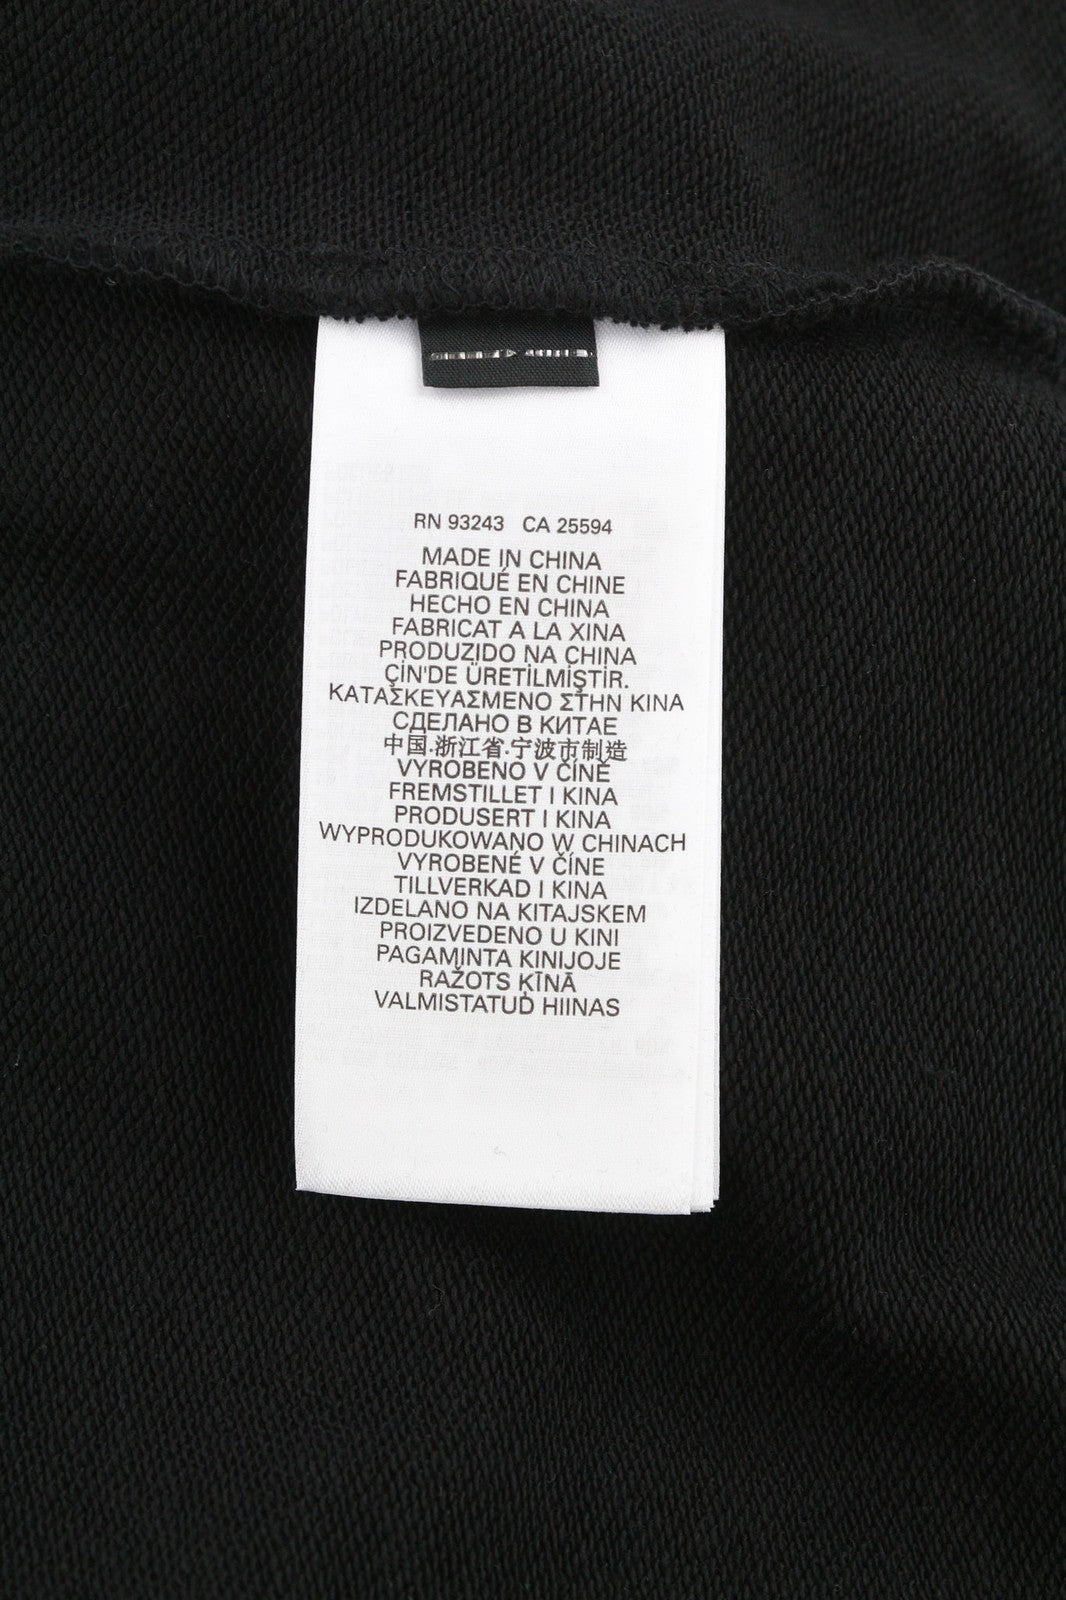 RN 93243 CA 25594
MADE IN CHINA
FABRIQUÉ EN CHINE
HECHO EN CHINA
FABRICAT A LA XINA
PRODUZIDO NA CHINA
ÇİN'DE ÜRETİLMİŞTİR.
ΚΑΤΑΣΚΕΥΑΣΜΕΝΟ ΣΤΗΝ ΚΙΝΑ
СДЕЛАНО В КИТАЕ
中国.浙江省.宁波市制造
VYROBENO V ČÍNĚ
FREMSTILLET I KINA
PRODUSERT I KINA
WYPRODUKOWANO W CHINACH
VYROBENÉ V ČÍNE
TILLVERKAD I KINA
IZDELANO NA KITAJSKEM
PROIZVEDENO U KINI
PAGAMINTA KINIJOJE
RAŽOTS ĶĪNĀ
VALMISTATUD HIINAS